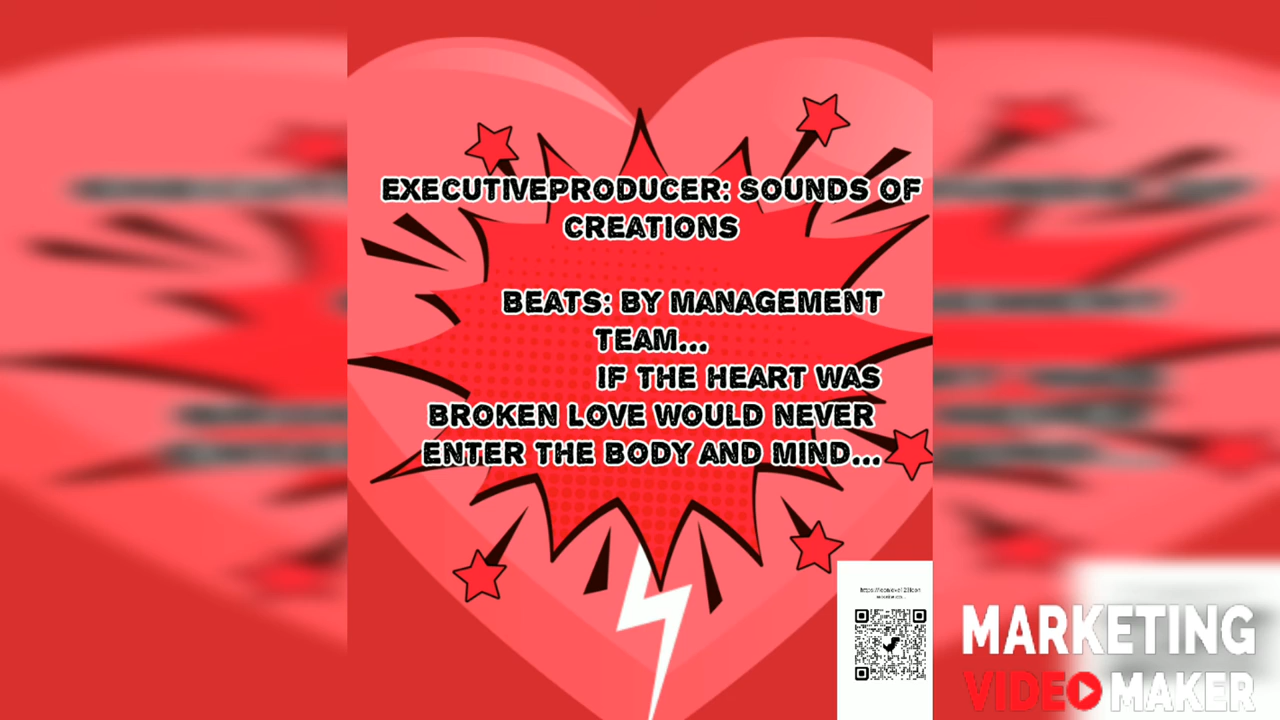 EXECUTIVEPRODUCER: SOUNDS OF
CREATIONS
BEATS: BY MANAGEMENT
TEAM...
IF THE HEART WAS
BROKEN LOVE WOULD NEVER
ENTER THE BODY AND MIND...
MARKETING
VIDEO MAKER